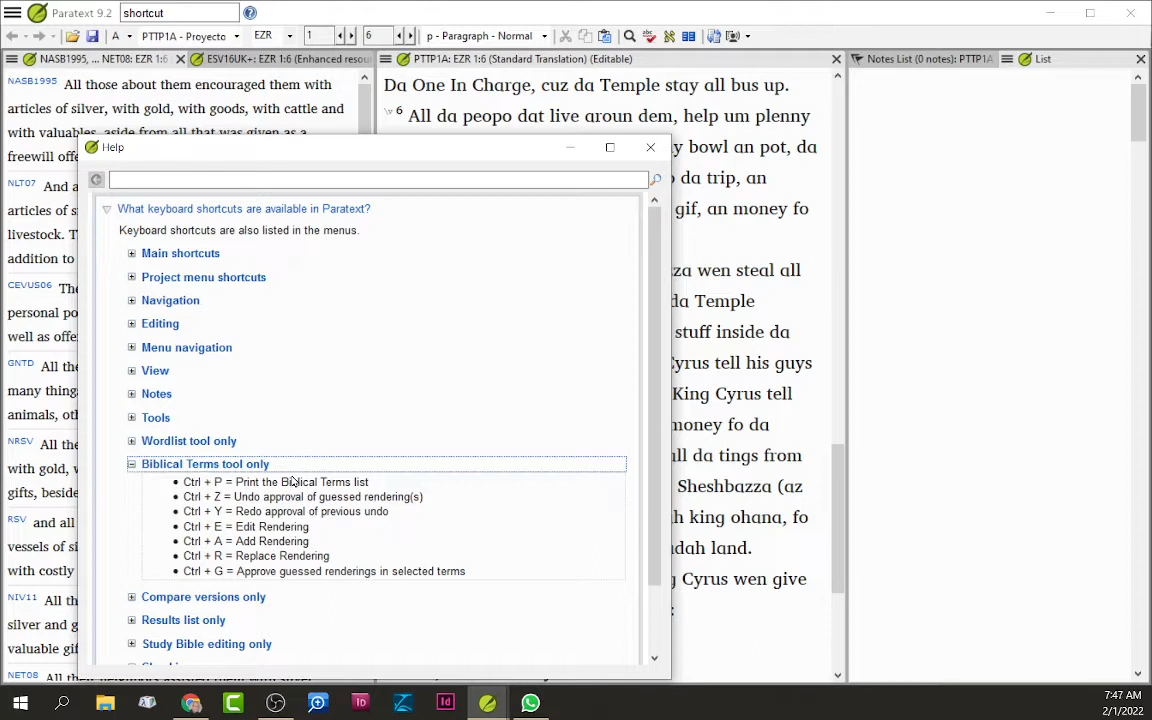 Paratext 9.2
shortcut
A
PTTP1A - Proyecto
EZR
1
6
p - Paragraph - Normal
NASB1995, ... NET08: EZR 1:6
ESV16UK+: EZR 1:6 (Enhanced resou
PTTP1A: EZR 1:6 (Standard Translation) (Editable)
Notes List (0 notes): PTTP1A
List
NASB1995 All those about them encouraged them with
articles of silver, with gold, with goods, with cattle and
with valuables, aside from all that was given as a
freewill offe
NLT07 And a
articles of s
livestock. T
addition to
CEVUS06 The
personal po
well as offe
GNTD All the
many thing
animals, oth
NRSV All the
with gold, w
gifts, beside
RSV and all
vessels of si
with costly
NIV11 All th
silver and g
valuable gif
NET08 All their neighbors assisted them with silver
Help
What keyboard shortcuts are available in Paratext?
Keyboard shortcuts are also listed in the menus.
Main shortcuts
Project menu shortcuts
Navigation
Editing
Menu navigation
View
Notes
Tools
Wordlist tool only
Biblical Terms tool only
Ctrl + P = Print the Biblical Terms list
Ctrl + Z = Undo approval of guessed rendering(s)
Ctrl + Y = Redo approval of previous undo
Ctrl + E = Edit Rendering
Ctrl + A = Add Rendering
Ctrl + R = Replace Rendering
Ctrl + G = Approve guessed renderings in selected terms
Compare versions only
Results list only
Study Bible editing only
Da One In Charge, cuz da Temple stay all bus up.
6 All da peopo dat live aroun dem, help um plenny
y bowl an pot, da
o da trip, an
gif, an money fo
zza wen steal all
da Temple
stuff inside da
Cyrus tell his guys
King Cyrus tell
money fo da
all da tings from
Sheshbazza (az
h king ohana, fo
udah land.
g Cyrus wen give
7:47 AM
2/1/2022